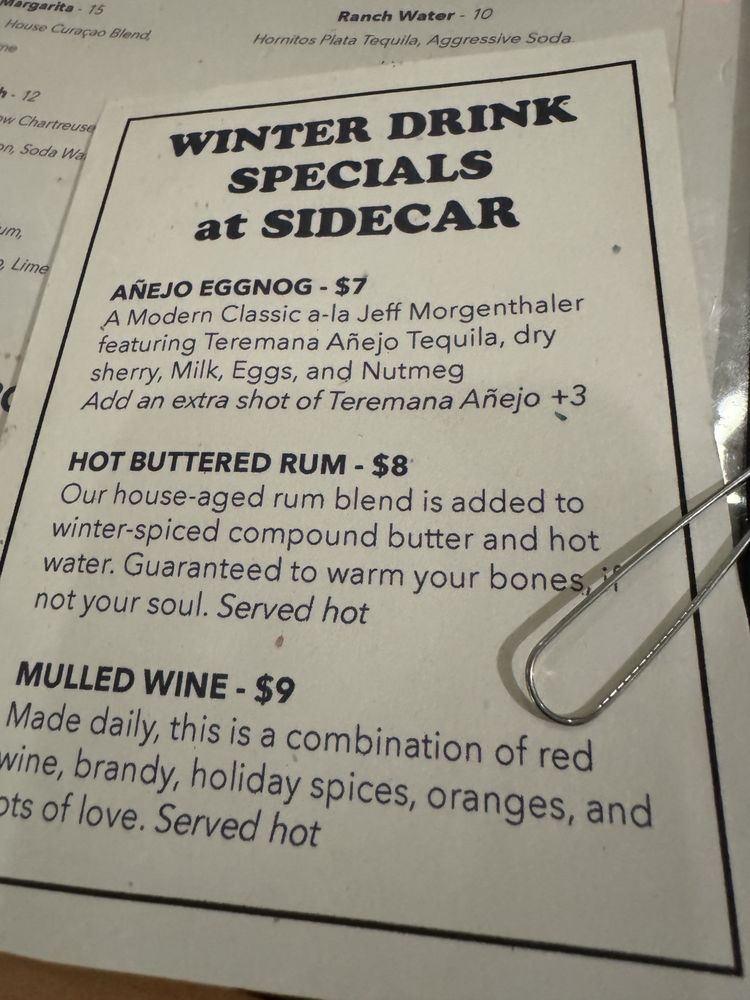 Margarita - 15
House Curaçao Blend,
Ranch Water - 10
Hornitos Plata Tequila, Aggressive Soda
- 12
Chartreuse
Soda
Lime
WINTER DRINK
SPECIALS
at SIDECAR
AÑEJO EGGNOG - $7
A Modern Classic a-la Jeff Morgenthaler
featuring Teremana Añejo Tequila, dry
sherry, Milk, Eggs, and Nutmeg
Add an extra shot of Teremana Añejo +3
HOT BUTTERED RUM - $8
Our house-aged rum blend is added to
winter-spiced compound butter and hot
water. Guaranteed to warm your bones, if
not your soul. Served hot
MULLED WINE - $9
Made daily, this is a combination of red
wine, brandy, holiday spices, oranges, and
ots of love. Served hot